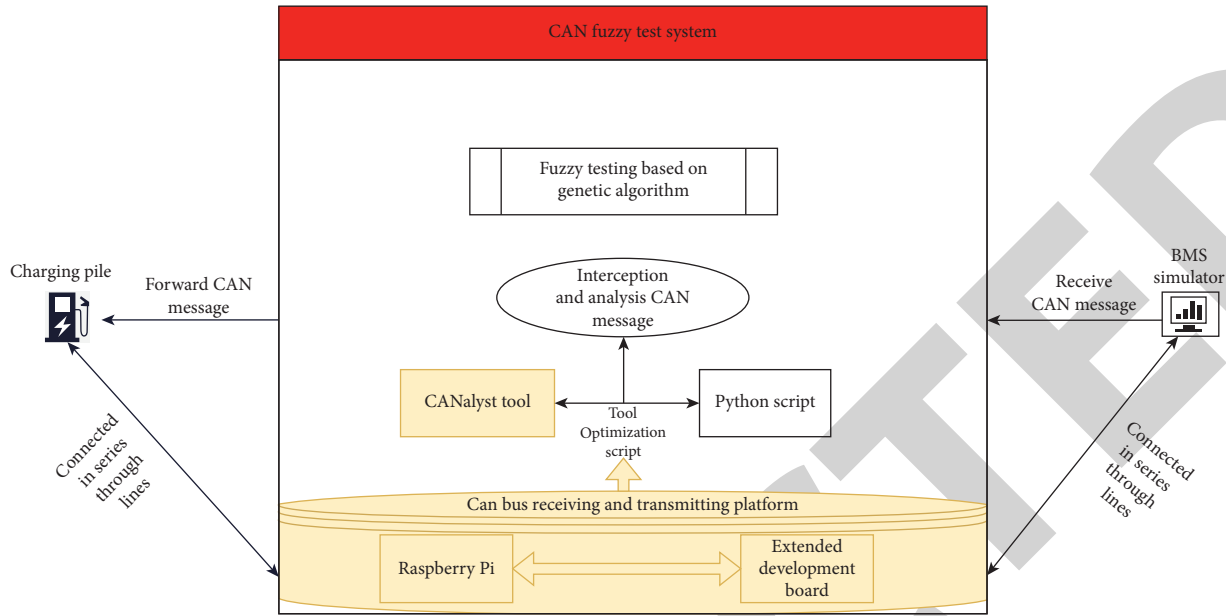 CAN fuzzy test system
Fuzzy testing based on
genetic algorithm
Charging pile
Forward CAN
message
Interception
and analysis CAN
message
Receive
CAN message
BMS
simulator
CANalyst tool
Tool
Optimization
script
Python script
Connected
in series
through
lines
Connected
in series
through
lines
Can bus receiving and transmitting platform
Raspberry Pi
Extended
development
board